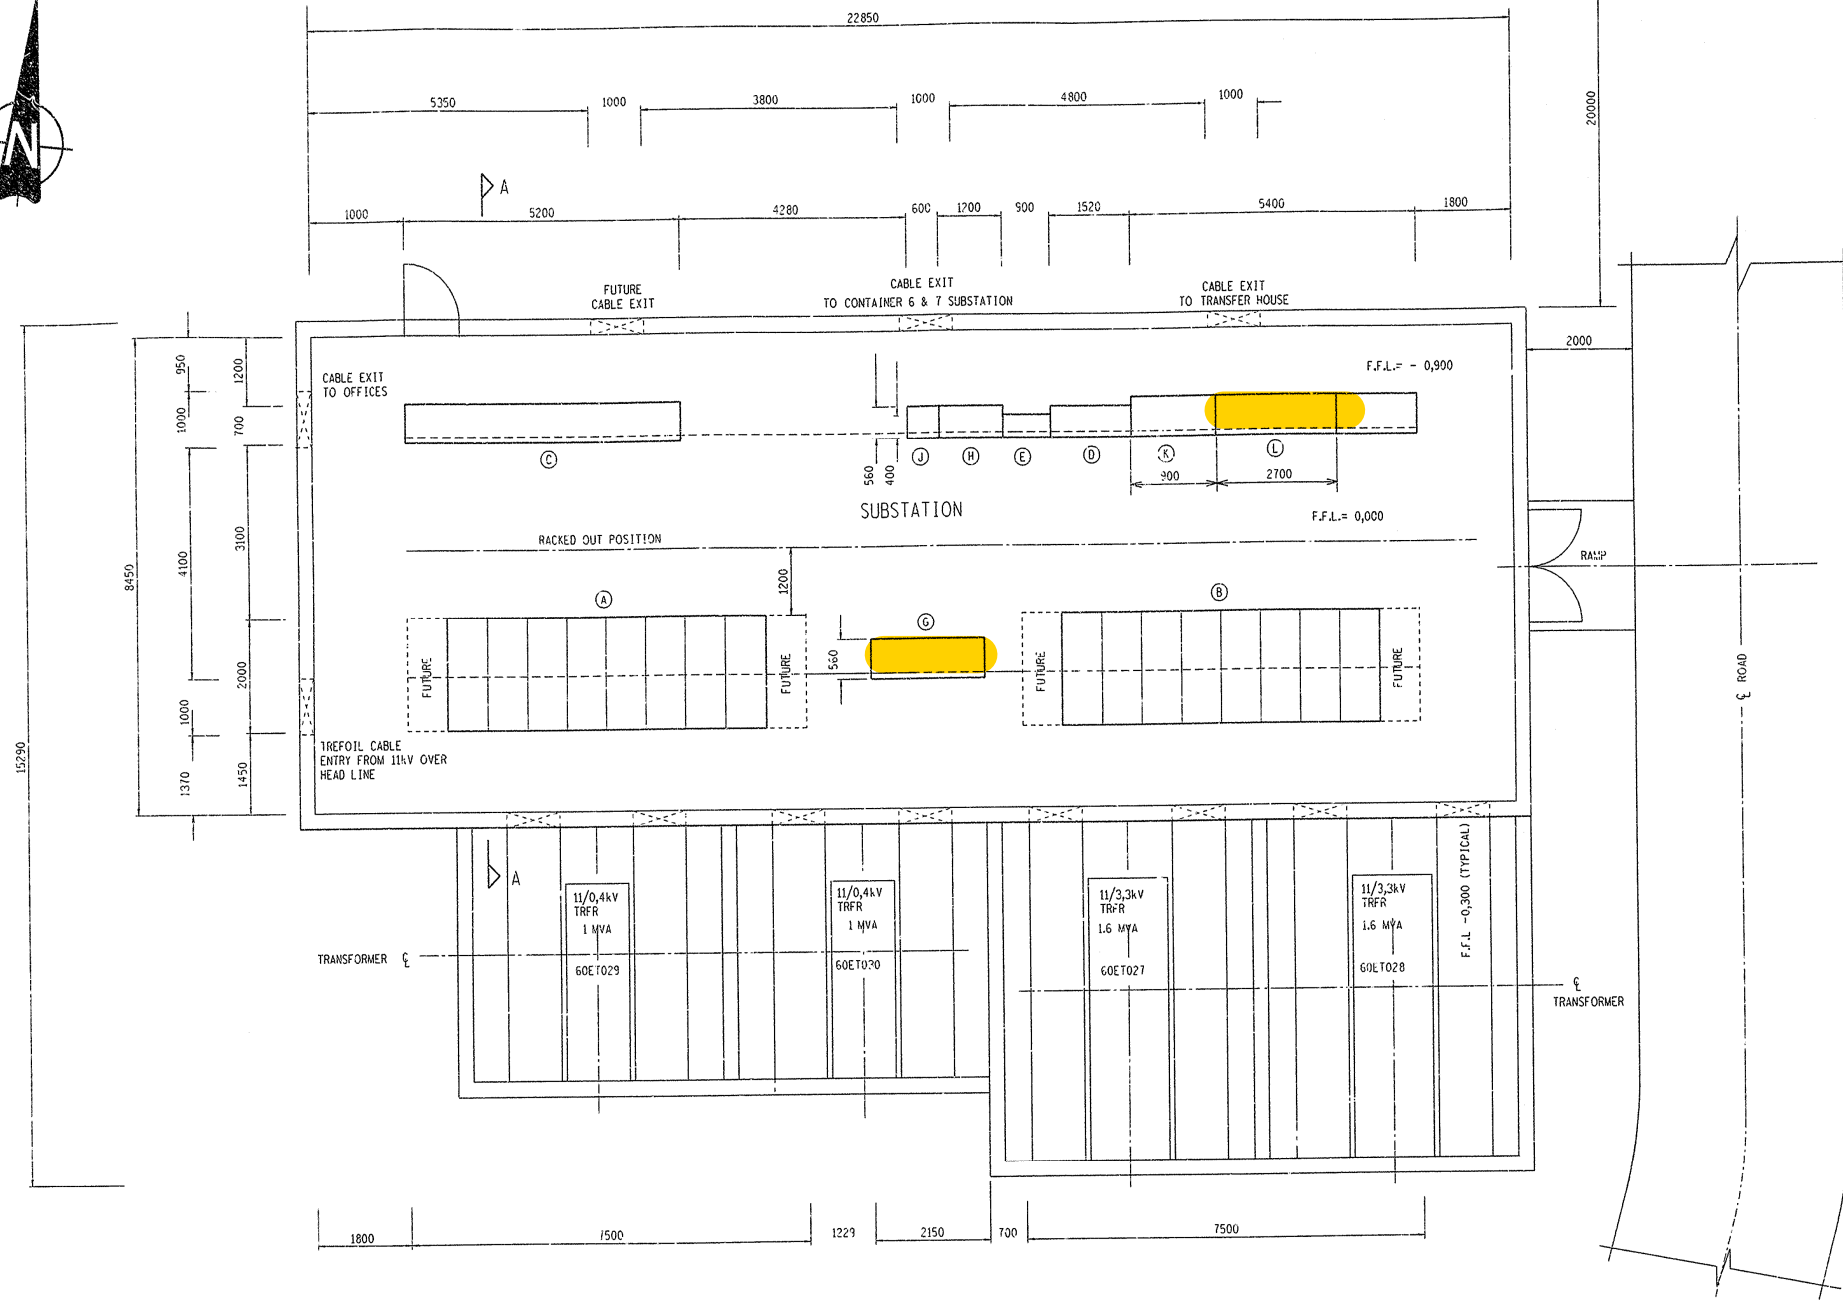 22850
5350 1000 3800 1000 4800 1000
20000
N
A
1000 5200 4280 600 1200 900 1520 5400 1800
FUTURE
CABLE EXIT
CABLE EXIT
TO CONTAINER 6 & 7 SUBSTATION
CABLE EXIT
TO TRANSFER HOUSE
2000
F.F.L.= - 0,900
CABLE EXIT
TO OFFICES
950
1200
1000
700
C
J H E D K L
560
400
900 2700
SUBSTATION
F.F.L.= 0,000
RACKED OUT POSITION
RAMP
4100
3100
8450
1200
A
B
G
560
FUTURE
FUTURE
FUTURE
FUTURE
2000
1000
15290
1370
1450
℄ ROAD
TREFOIL CABLE
ENTRY FROM 11kV OVER
HEAD LINE
A
11/0,4kV
TRFR
1 MVA
60ET029
11/0,4kV
TRFR
1 MVA
60ET030
11/3,3kV
TRFR
1.6 MVA
60ET027
11/3,3kV
TRFR
1.6 MVA
60ET028
F.F.L -0,300 (TYPICAL)
TRANSFORMER ℄
℄
TRANSFORMER
1800 7500 2150 700 7500